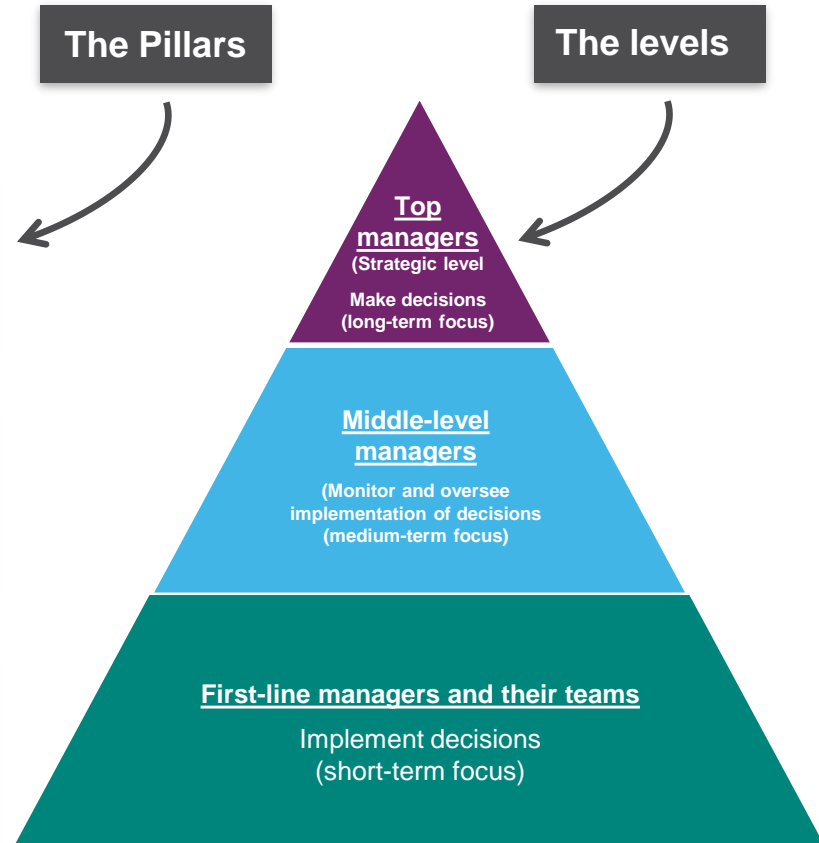 The Pillars
The levels
Top
managers
(Strategic level
Make decisions
(long-term focus)
Middle-level
managers
(Monitor and oversee
implementation of decisions
(medium-term focus)
First-line managers and their teams
Implement decisions
(short-term focus)